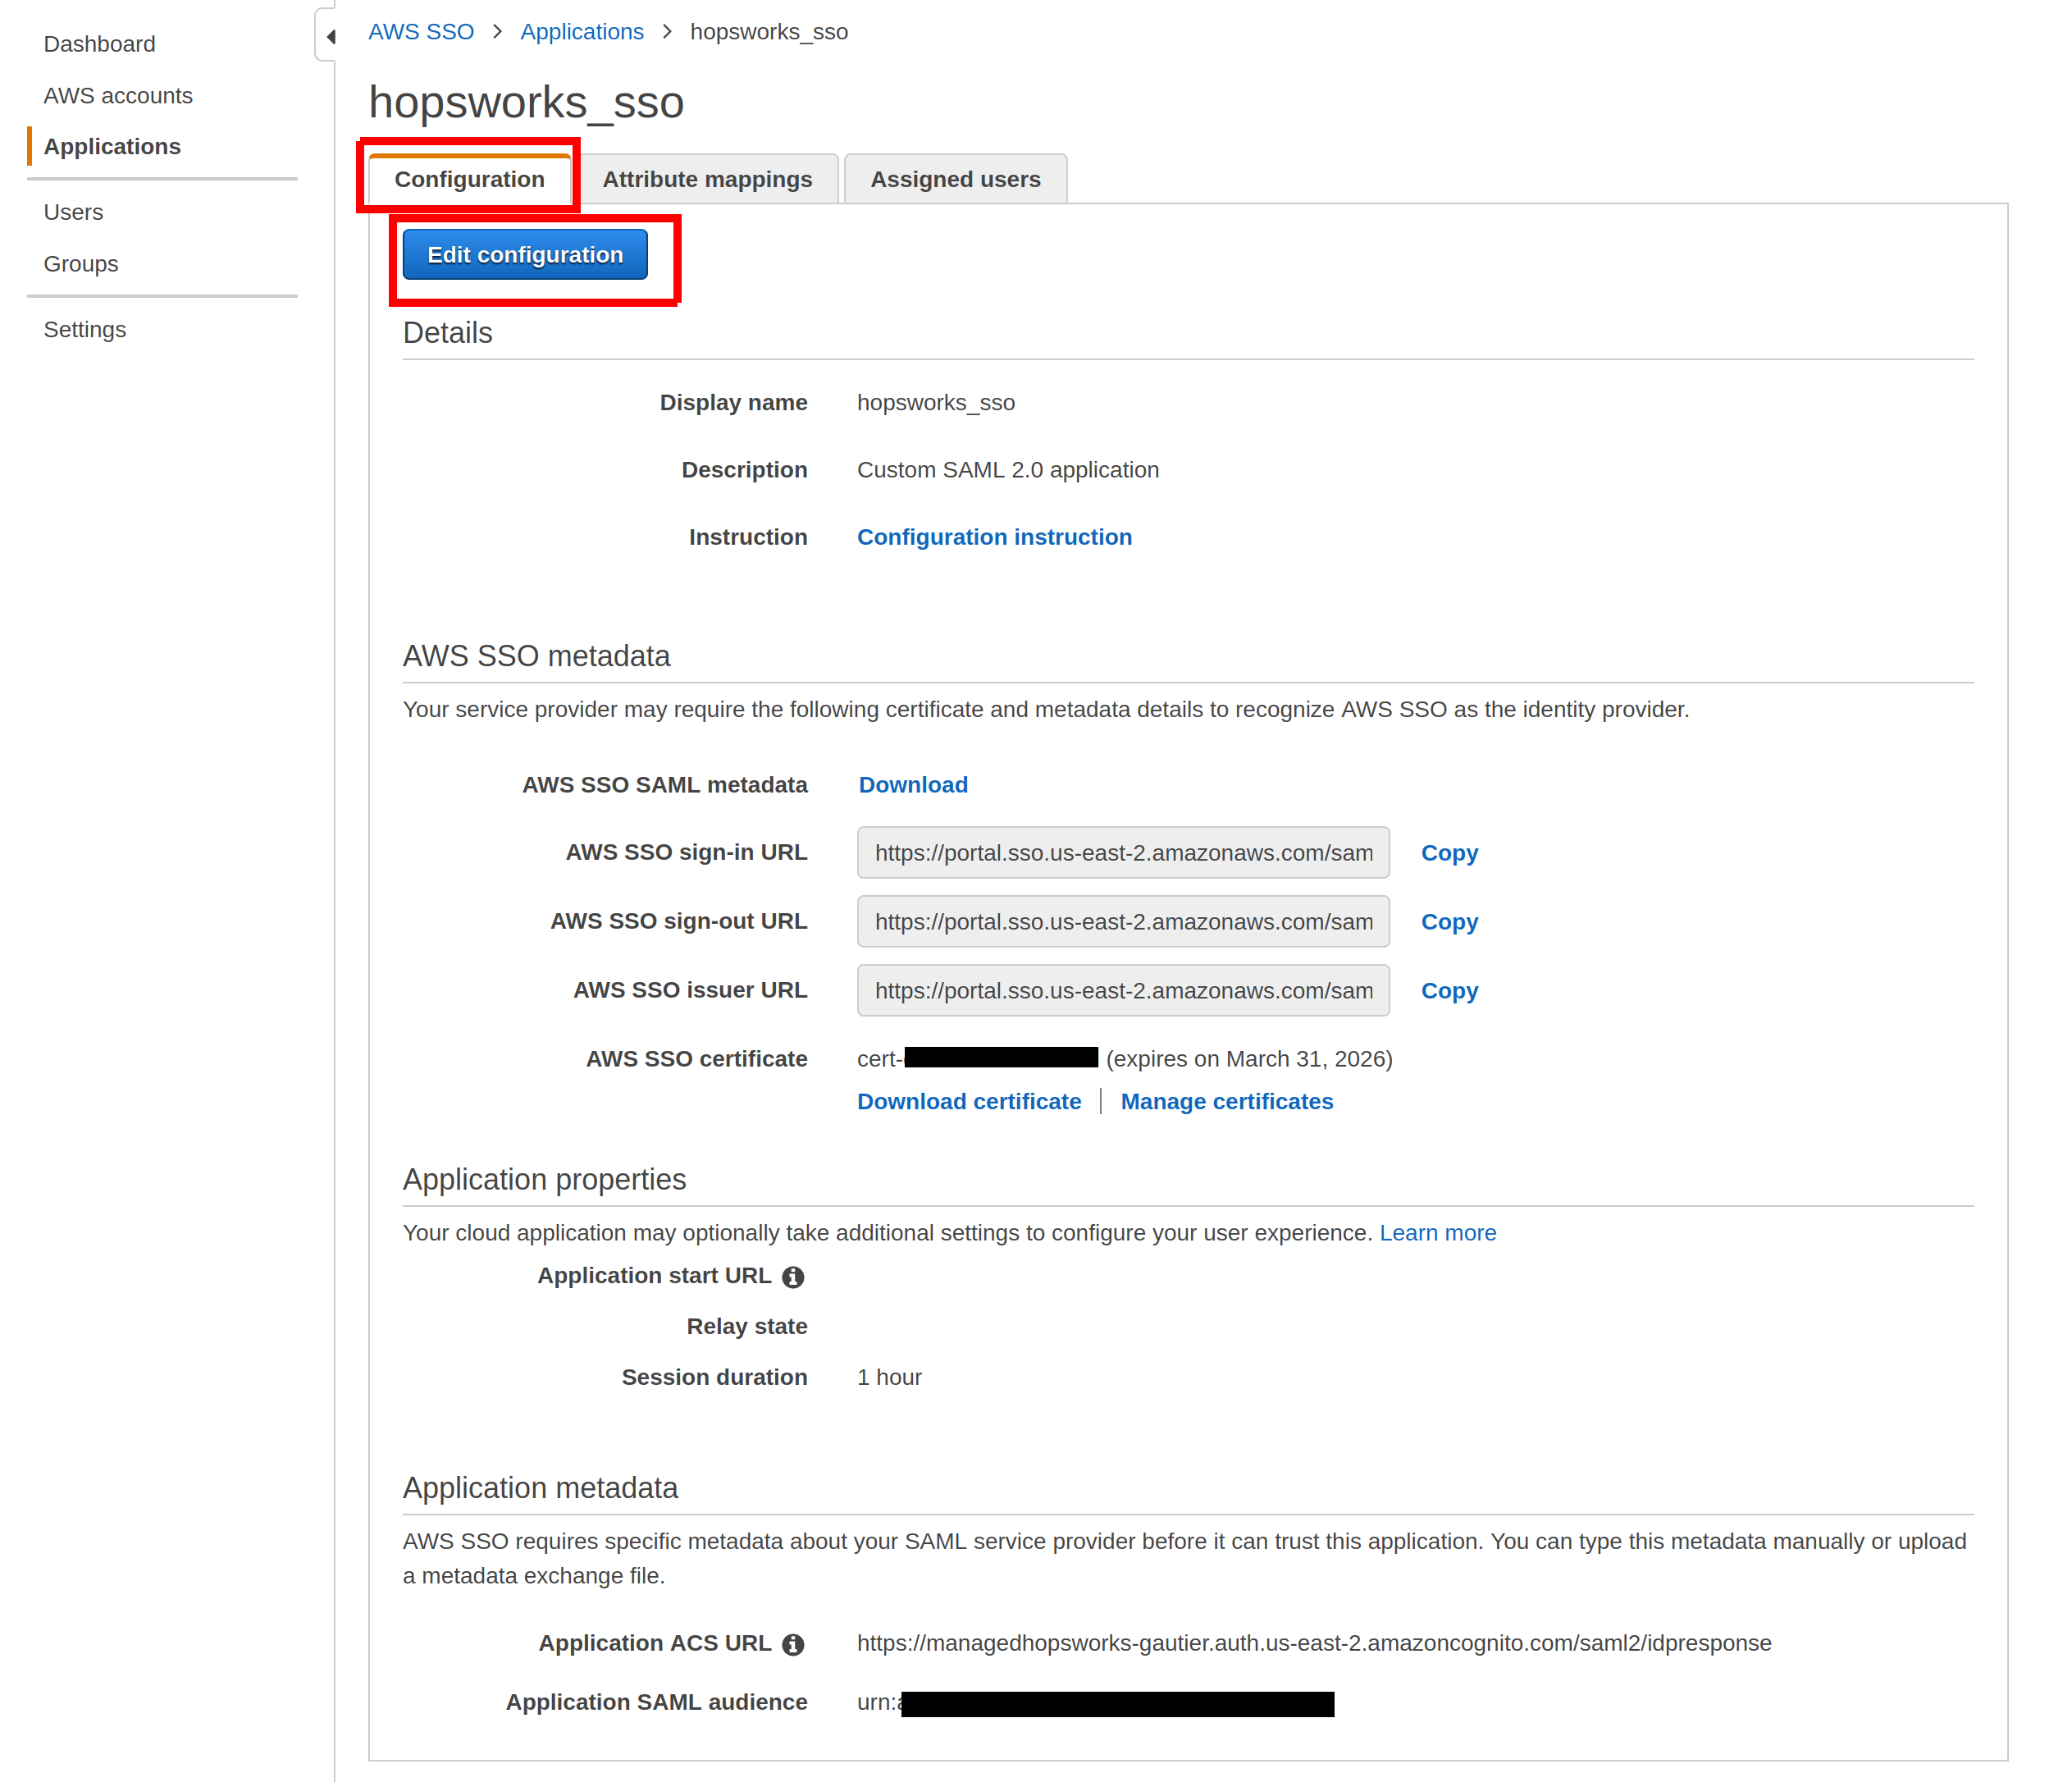 Dashboard
AWS accounts
Applications
Users
Groups
Settings
AWS SSO > Applications > hopsworks_sso
hopsworks_sso
Configuration Attribute mappings Assigned users
Edit configuration
Details
Display name hopsworks_sso
Description Custom SAML 2.0 application
Instruction Configuration instruction
AWS SSO metadata
Your service provider may require the following certificate and metadata details to recognize AWS SSO as the identity provider.
AWS SSO SAML metadata Download
AWS SSO sign-in URL https://portal.sso.us-east-2.amazonaws.com/sam Copy
AWS SSO sign-out URL https://portal.sso.us-east-2.amazonaws.com/sam Copy
AWS SSO issuer URL https://portal.sso.us-east-2.amazonaws.com/sam Copy
AWS SSO certificate cert- (expires on March 31, 2026)
Download certificate | Manage certificates
Application properties
Your cloud application may optionally take additional settings to configure your user experience. Learn more
Application start URL
Relay state
Session duration 1 hour
Application metadata
AWS SSO requires specific metadata about your SAML service provider before it can trust this application. You can type this metadata manually or upload
a metadata exchange file.
Application ACS URL https://managedhopsworks-gautier.auth.us-east-2.amazoncognito.com/saml2/idpresponse
Application SAML audience urn: